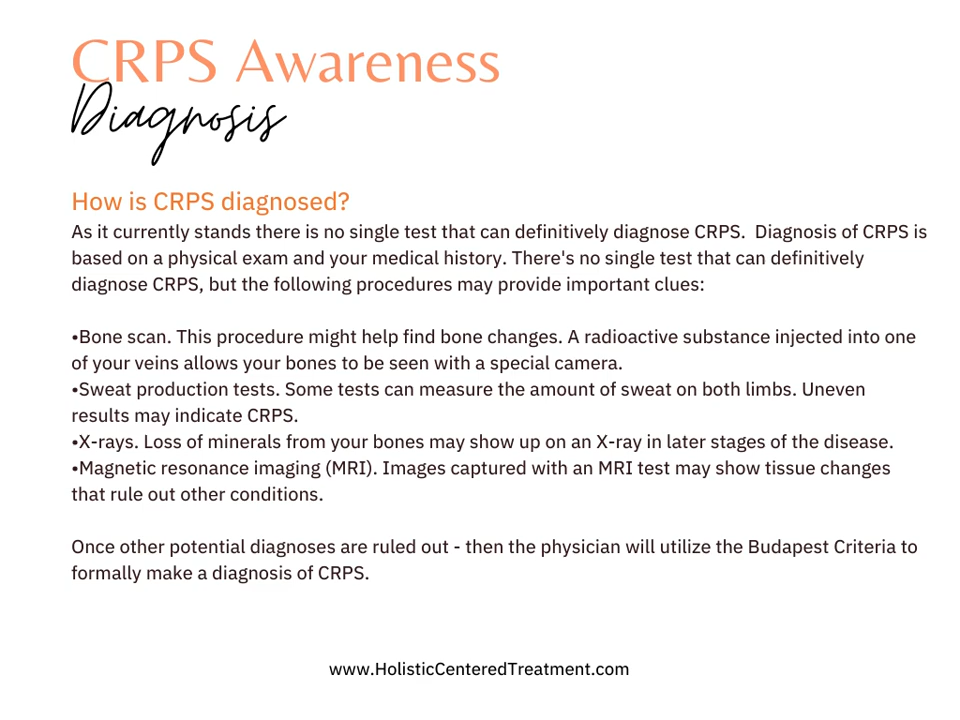 CRPS Awareness
Diagnosis
How is CRPS diagnosed?
As it currently stands there is no single test that can definitively diagnose CRPS.  Diagnosis of CRPS is
based on a physical exam and your medical history. There's no single test that can definitively
diagnose CRPS, but the following procedures may provide important clues:
•Bone scan. This procedure might help find bone changes. A radioactive substance injected into one
of your veins allows your bones to be seen with a special camera.
•Sweat production tests. Some tests can measure the amount of sweat on both limbs. Uneven
results may indicate CRPS.
•X-rays. Loss of minerals from your bones may show up on an X-ray in later stages of the disease.
•Magnetic resonance imaging (MRI). Images captured with an MRI test may show tissue changes
that rule out other conditions.
Once other potential diagnoses are ruled out - then the physician will utilize the Budapest Criteria to
formally make a diagnosis of CRPS.
www.HolisticCenteredTreatment.com